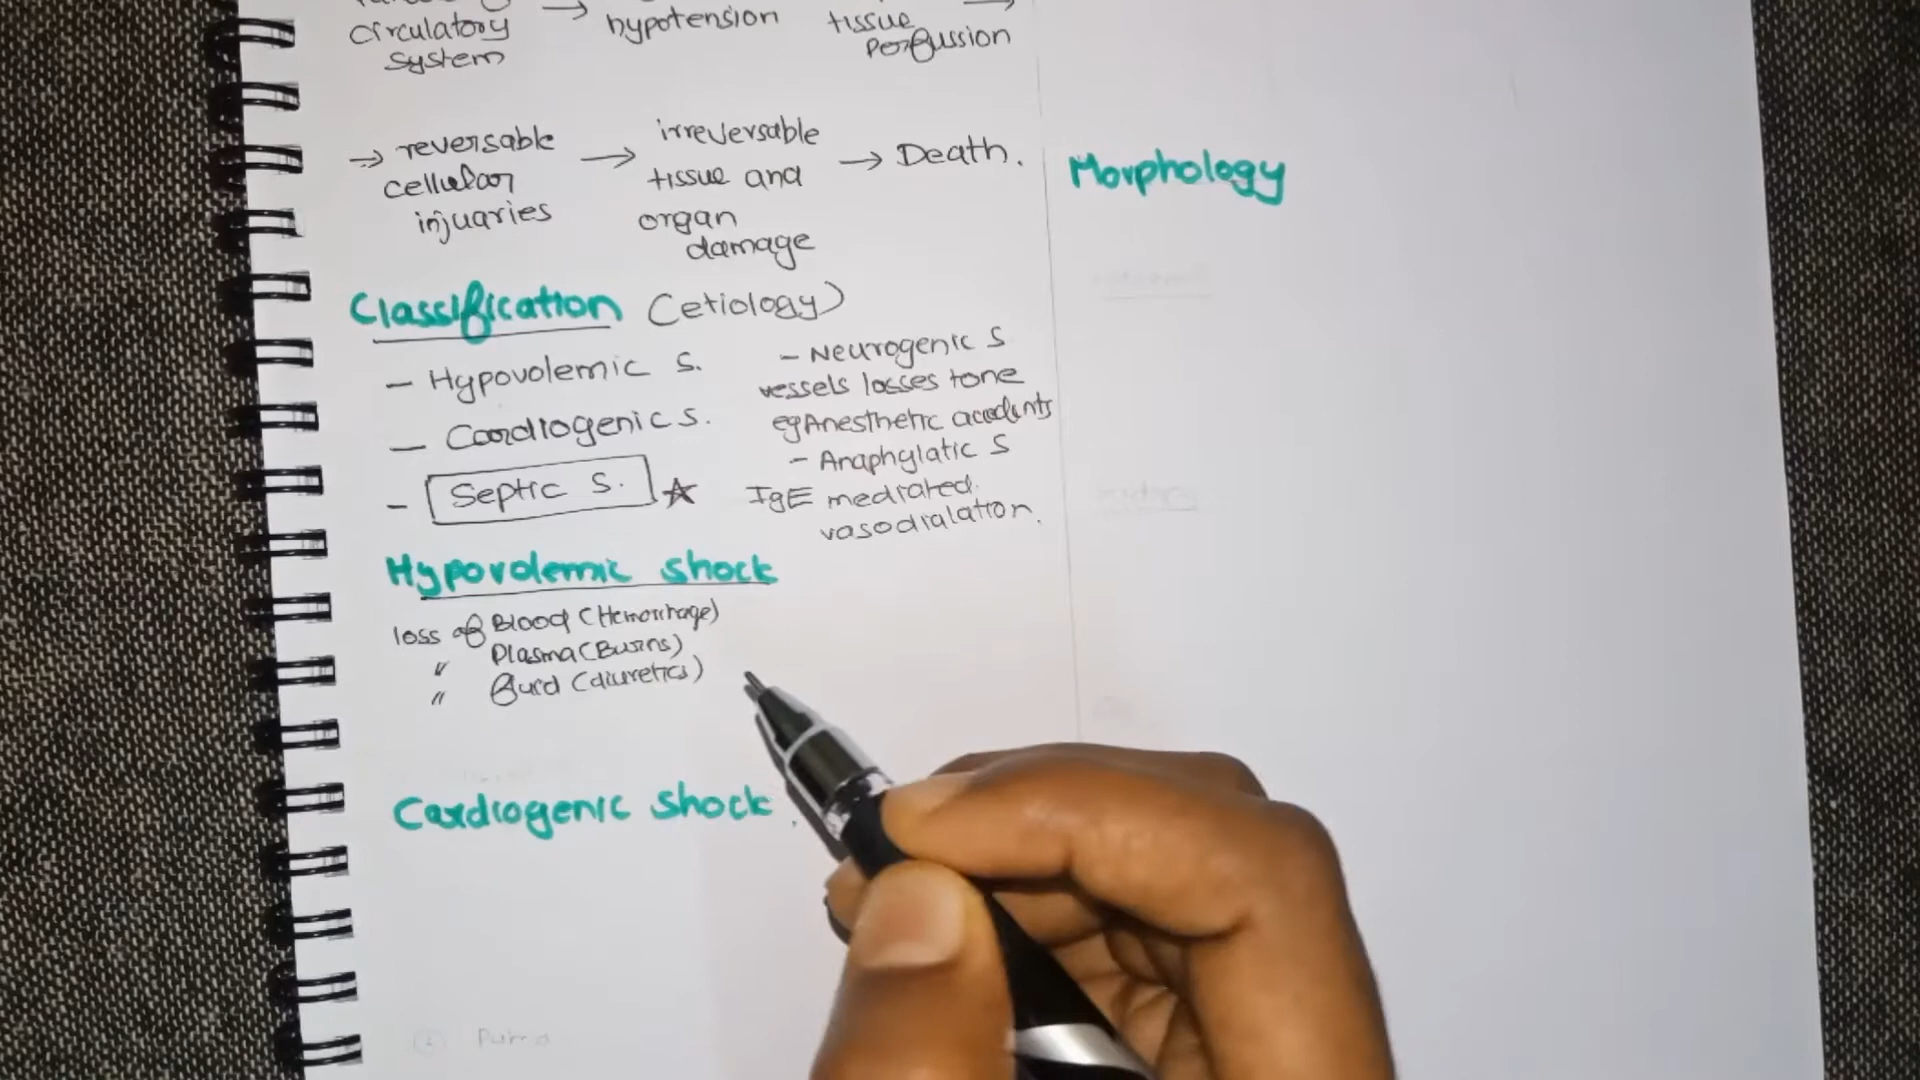 circulatory
system
→ hypotension
tissue
perfussion →
→ reversable
cellular
injuaries
→ irreversable
tissue and
organ
damage
→ Death.
Classification (etiology)
- Hypovolemic s.
- Cardiogenic s.
- Septic s. ☆
- Neurogenic S
vessels losses tone
eg Anesthetic accedints
- Anaphylatic S
IgE mediated.
vasodialation.
Hypovolemic shock
loss of Blood (Hemorrhage)
" Plasma (Burns)
" fluid (diuretics)
Cardiogenic shock
Morphology